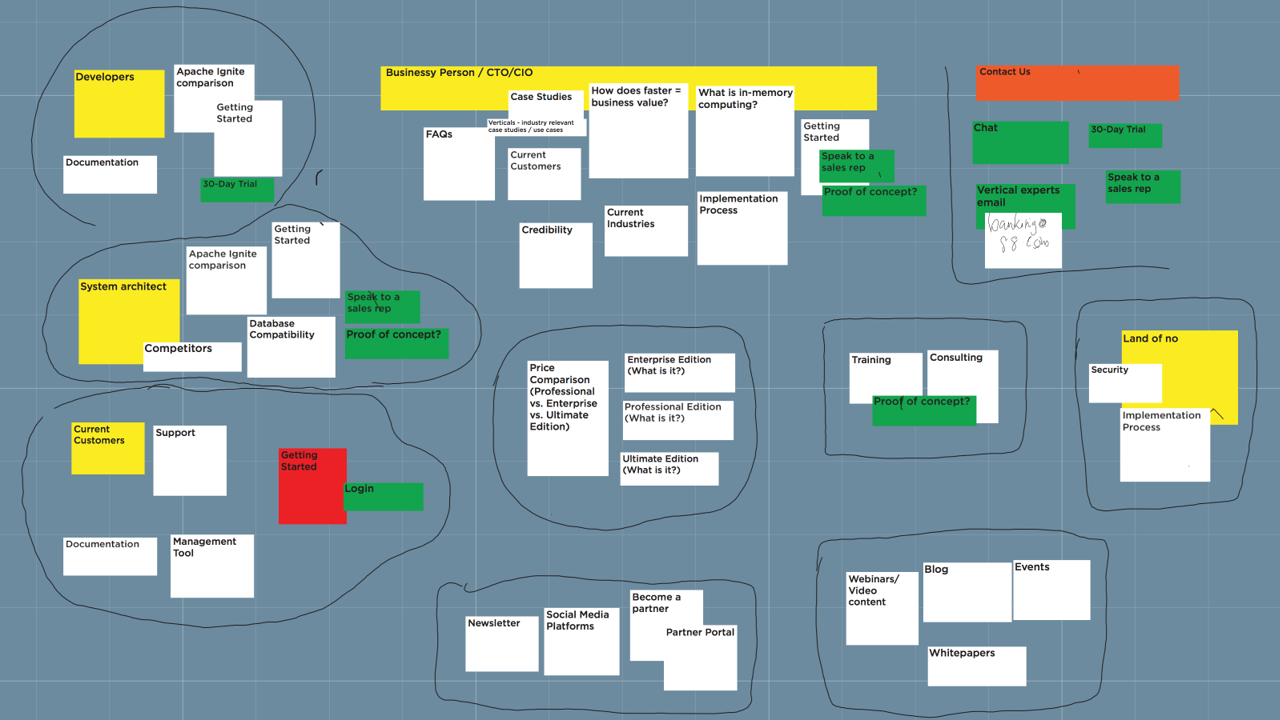 Developers
Apache Ignite
comparison
Getting
Started
Documentation
30-Day Trial
Businessy Person / CTO/CIO
Case Studies
Verticals - industry relevant
case studies / use cases
How does faster =
business value?
What is in-memory
computing?
FAQs
Current
Customers
Getting
Started
Speak to a
sales rep
Proof of concept?
Credibility
Current
Industries
Implementation
Process
Contact Us
Chat
30-Day Trial
Vertical experts
email
Speak to a
sales rep
banking@
System architect
Apache Ignite
comparison
Getting
Started
Competitors
Database
Compatibility
Speak to a
sales rep
Proof of concept?
Price
Comparison
(Professional
vs. Enterprise
vs. Ultimate
Edition)
Enterprise Edition
(What is it?)
Professional Edition
(What is it?)
Ultimate Edition
(What is it?)
Training
Consulting
Proof of concept?
Land of no
Security
Implementation
Process
Current
Customers
Support
Getting
Started
Login
Documentation
Management
Tool
Newsletter
Social Media
Platforms
Become a
partner
Partner Portal
Webinars/
Video
content
Blog
Events
Whitepapers